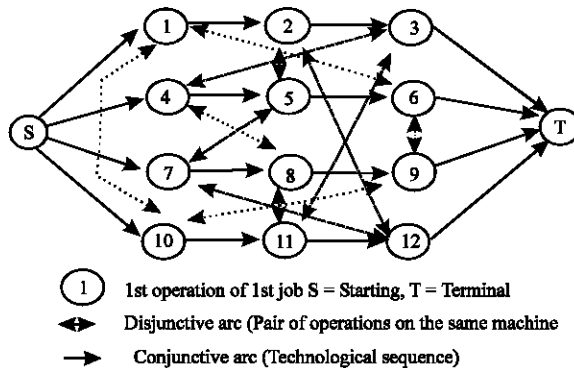 1 2 3
4 5 6
S T
7 8 9
10 11 12
1 1st operation of 1st job S = Starting, T = Terminal
Disjunctive arc (Pair of operations on the same machine
Conjunctive arc (Technological sequence)